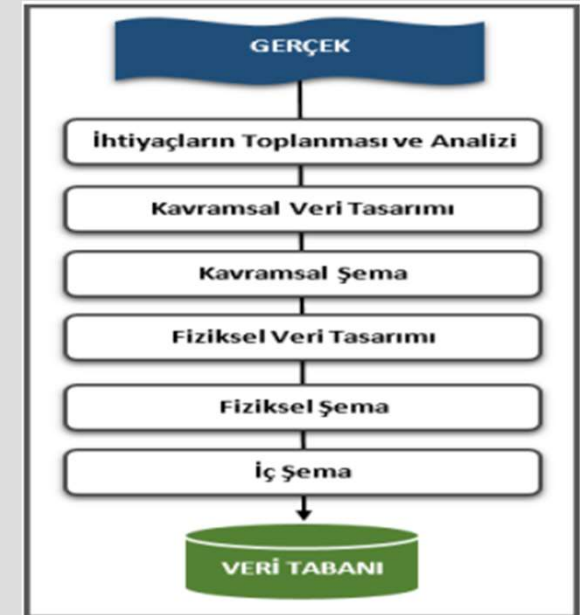 GERÇEK
İhtiyaçların Toplanması ve Analizi
Kavramsal Veri Tasarımı
Kavramsal Şema
Fiziksel Veri Tasarımı
Fiziksel Şema
İç Şema
VERİ TABANI